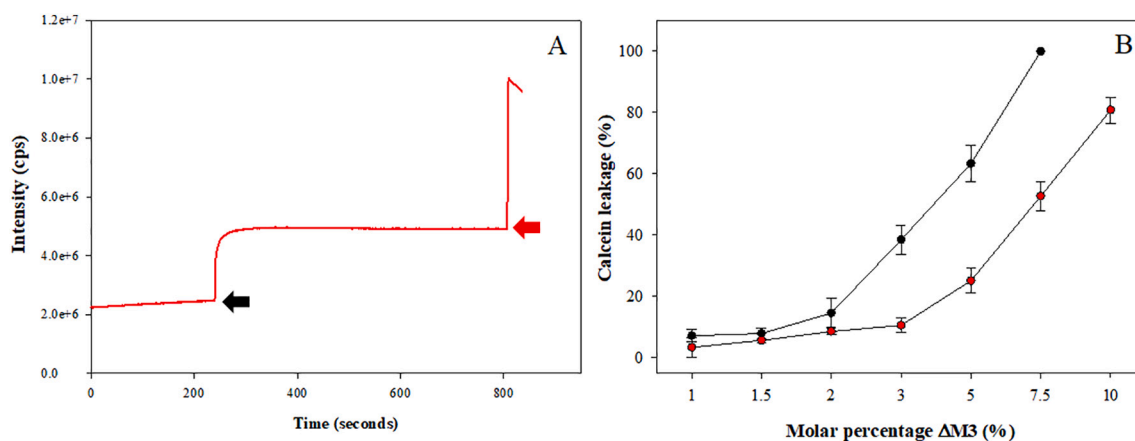 A
Intensity (cps)
1.2e+7
1.0e+7
8.0e+6
6.0e+6
4.0e+6
2.0e+6
0.0
0 200 400 600 800
Time (seconds)
B
Calcein leakage (%)
100
80
60
40
20
0
1 1.5 2 3 5 7.5 10
Molar percentage ΔM3 (%)